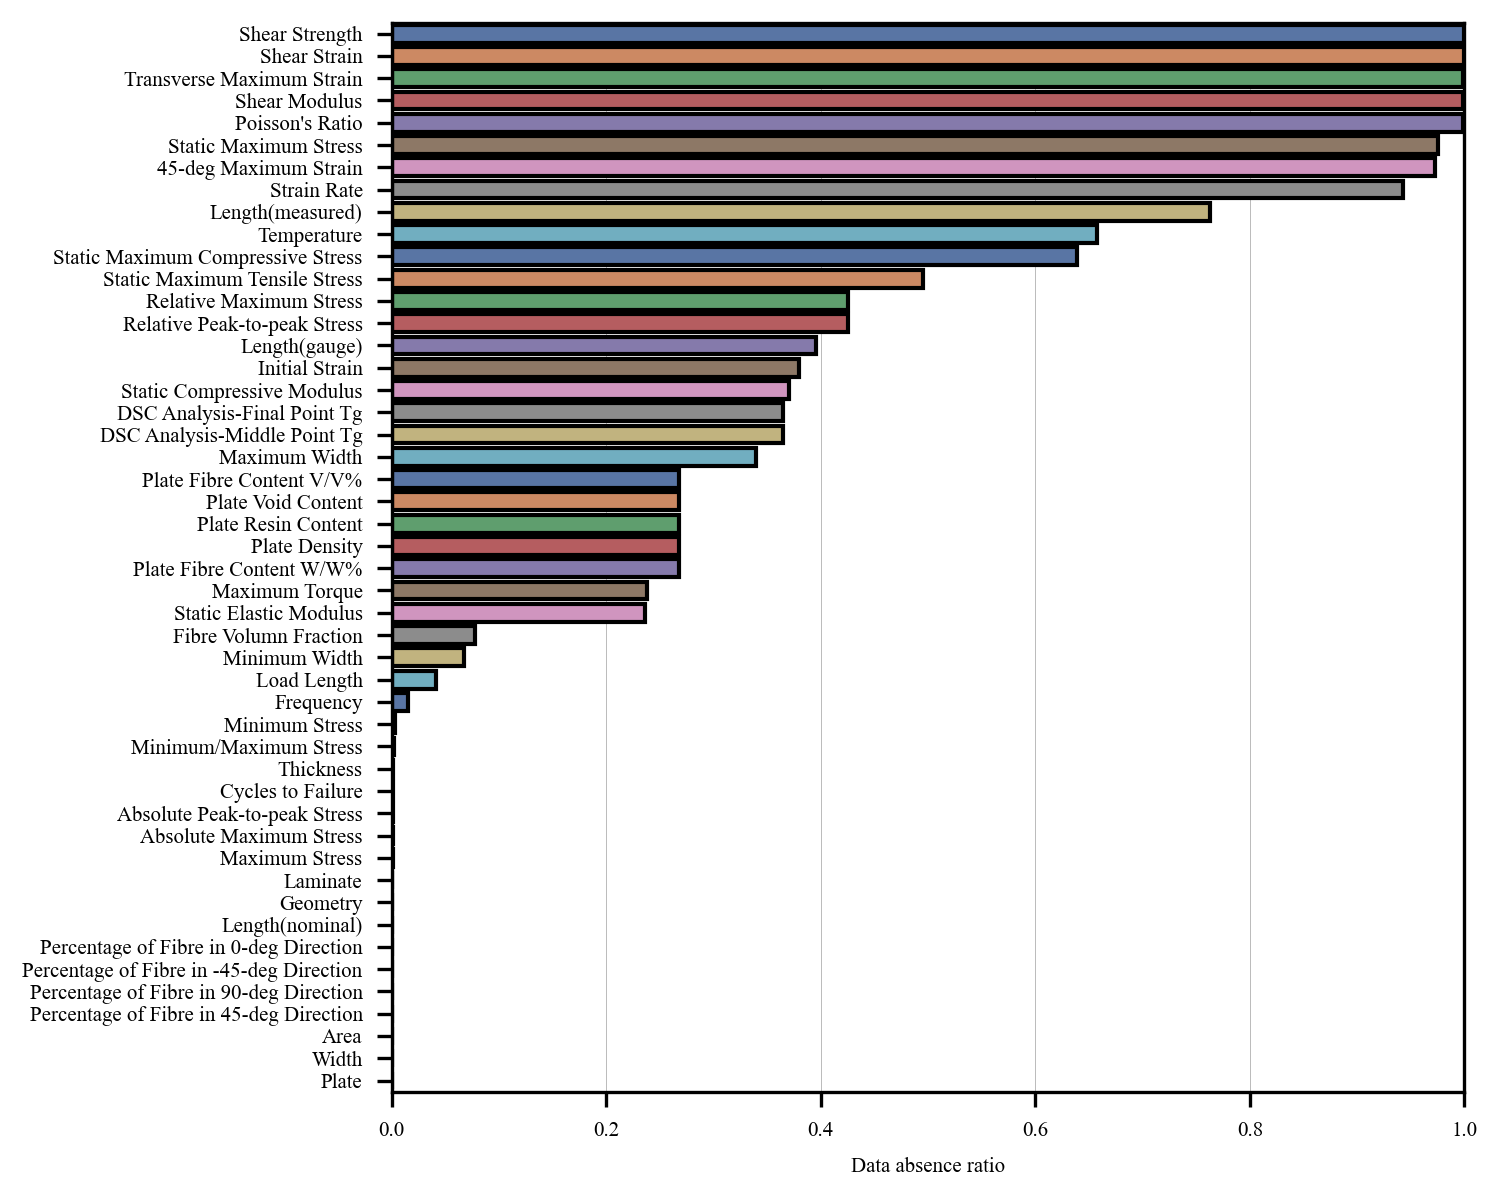 Shear Strength
Shear Strain
Transverse Maximum Strain
Shear Modulus
Poisson's Ratio
Static Maximum Stress
45-deg Maximum Strain
Strain Rate
Length(measured)
Temperature
Static Maximum Compressive Stress
Static Maximum Tensile Stress
Relative Maximum Stress
Relative Peak-to-peak Stress
Length(gauge)
Initial Strain
Static Compressive Modulus
DSC Analysis-Final Point Tg
DSC Analysis-Middle Point Tg
Maximum Width
Plate Fibre Content V/V%
Plate Void Content
Plate Resin Content
Plate Density
Plate Fibre Content W/W%
Maximum Torque
Static Elastic Modulus
Fibre Volumn Fraction
Minimum Width
Load Length
Frequency
Minimum Stress
Minimum/Maximum Stress
Thickness
Cycles to Failure
Absolute Peak-to-peak Stress
Absolute Maximum Stress
Maximum Stress
Laminate
Geometry
Length(nominal)
Percentage of Fibre in 0-deg Direction
Percentage of Fibre in -45-deg Direction
Percentage of Fibre in 90-deg Direction
Percentage of Fibre in 45-deg Direction
Area
Width
Plate
0.0 0.2 0.4 0.6 0.8 1.0
Data absence ratio